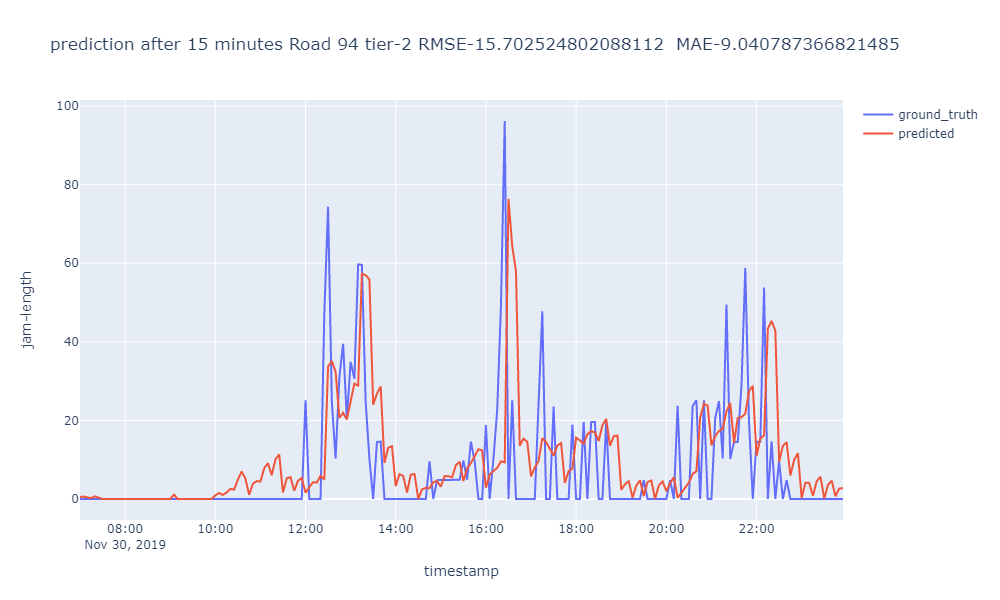 prediction after 15 minutes Road 94 tier-2 RMSE-15.702524802088112  MAE-9.040787366821485
ground_truth
predicted
jam-length
100
80
60
40
20
0
08:00 10:00 12:00 14:00 16:00 18:00 20:00 22:00
Nov 30, 2019
timestamp